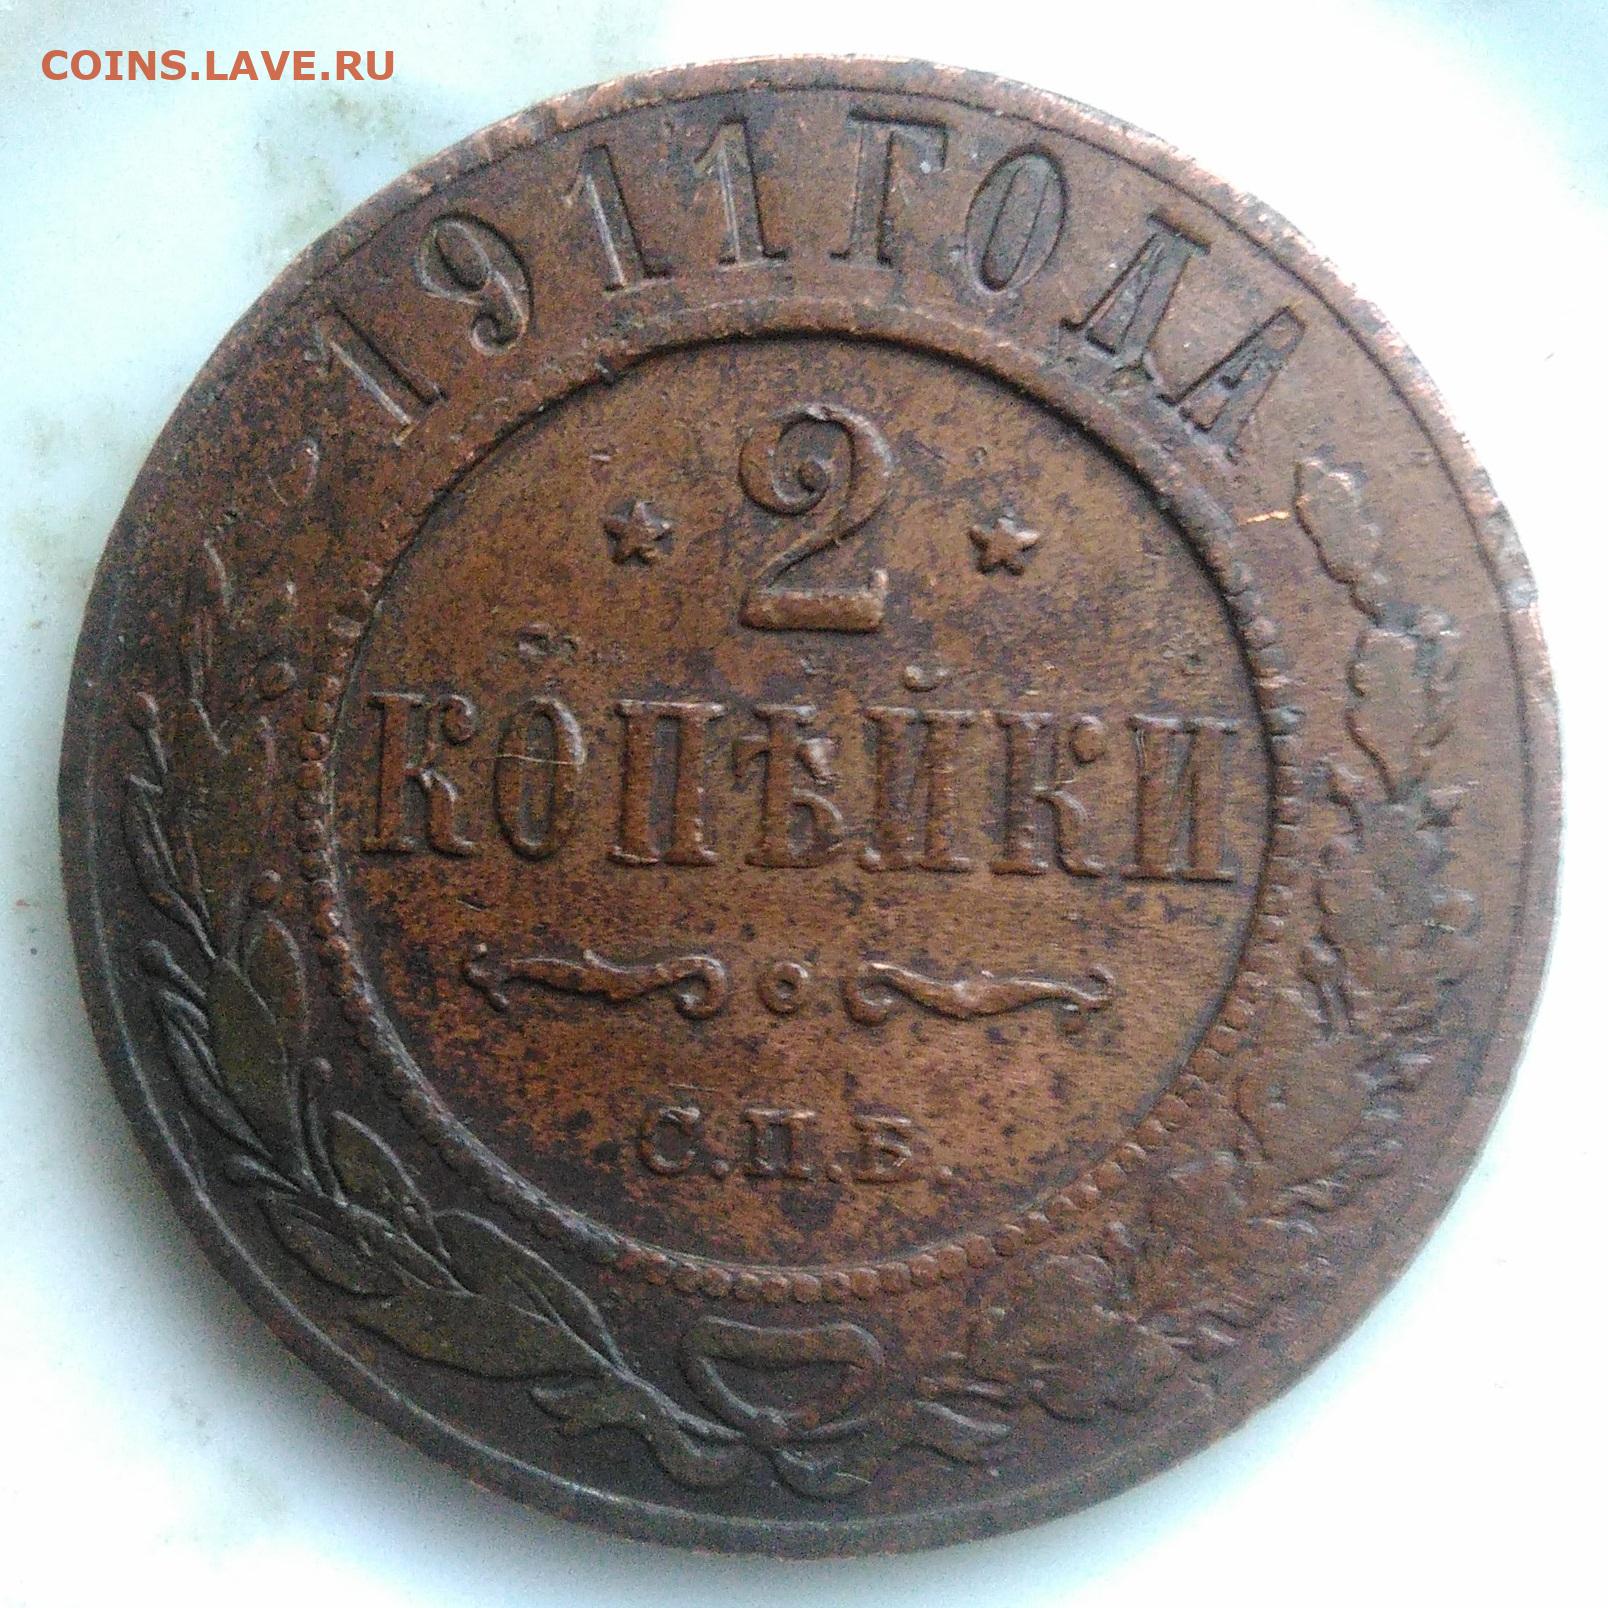 COINS.LAVE.RU
1911 ГОДА
2
КОПѢЙКИ
С.П.Б.